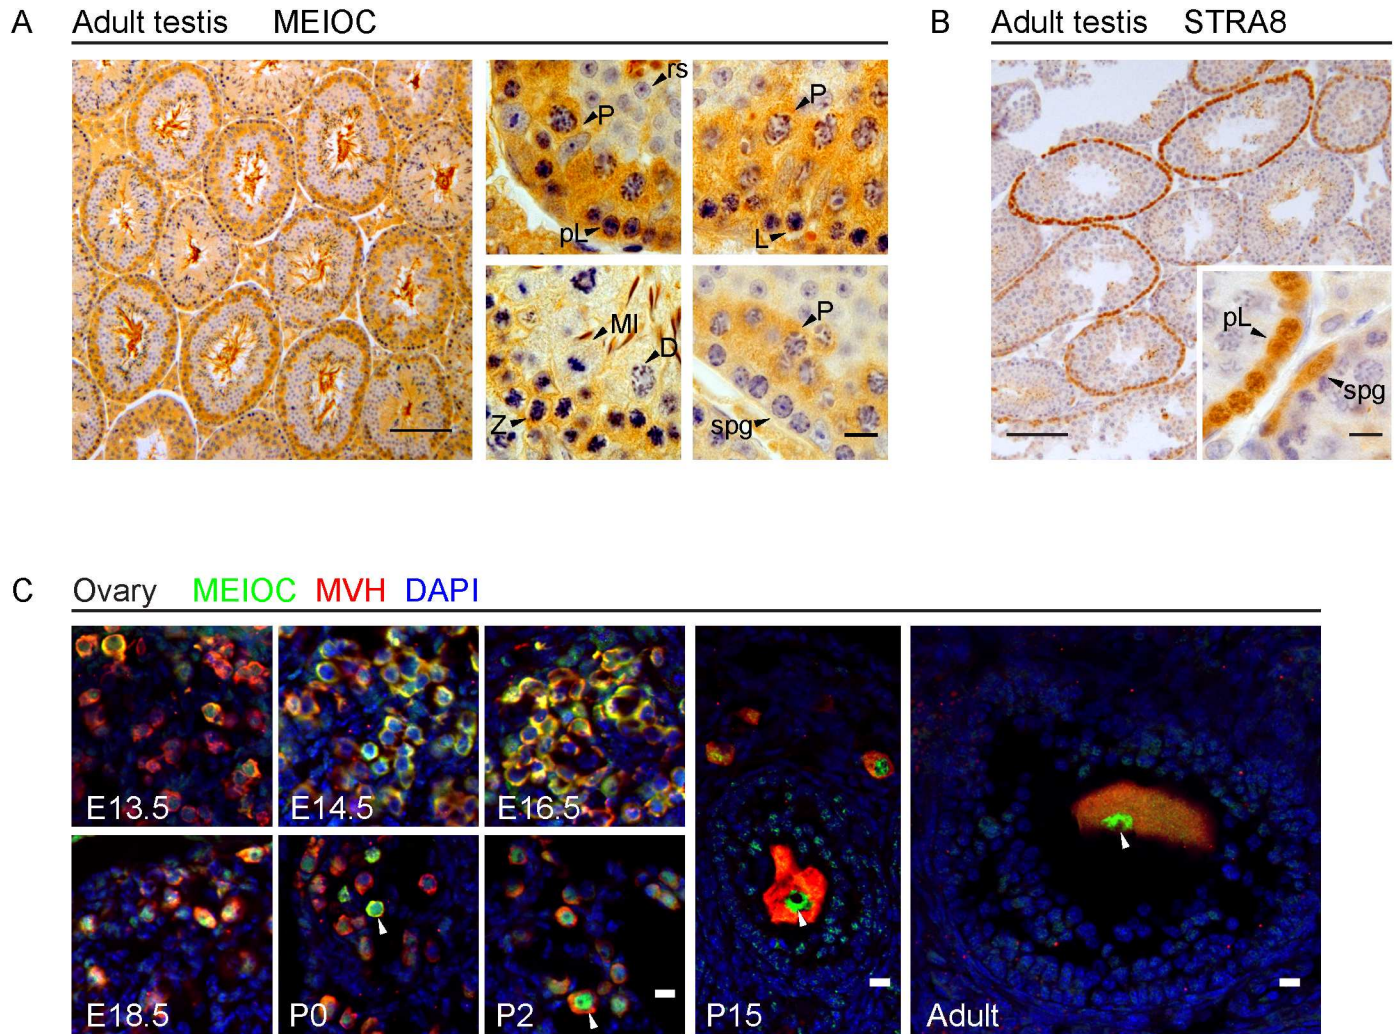 A Adult testis MEIOC
rs
P
pL
P
L
MI
D
Z
P
spg
B Adult testis STRA8
pL
spg
C Ovary MEIOC MVH DAPI
E13.5
E14.5
E16.5
E18.5
P0
P2
P15
Adult